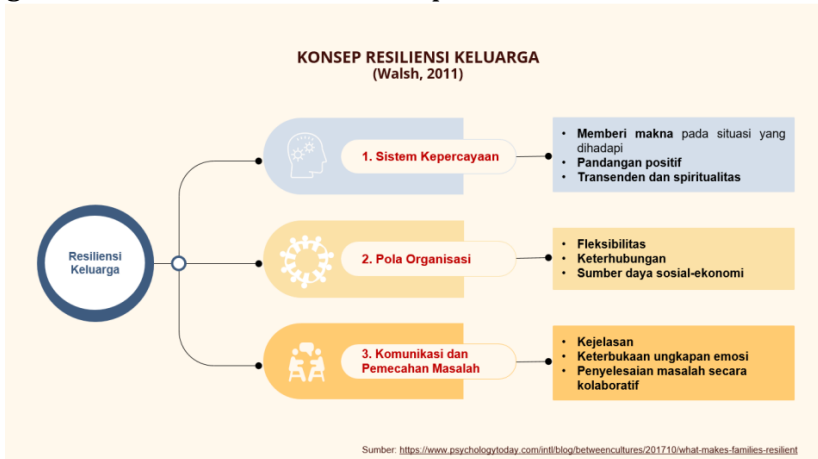 KONSEP RESILIENSI KELUARGA
(Walsh, 2011)
Resiliensi
Keluarga
1. Sistem Kepercayaan
• Memberi makna pada situasi yang
dihadapi
• Pandangan positif
• Transenden dan spiritualitas
2. Pola Organisasi
• Fleksibilitas
• Keterhubungan
• Sumber daya sosial-ekonomi
3. Komunikasi dan
Pemecahan Masalah
• Kejelasan
• Keterbukaan ungkapan emosi
• Penyelesaian masalah secara
kolaboratif
Sumber: https://www.psychologytoday.com/intl/blog/betweencultures/201710/what-makes-families-resilient